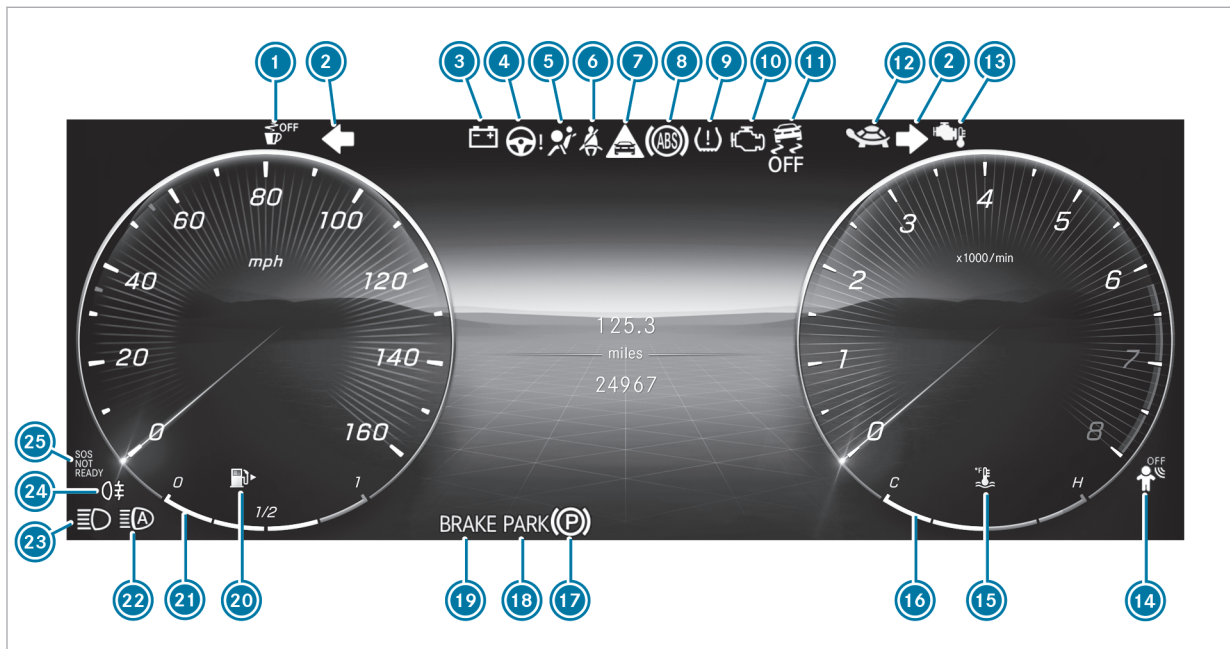 1 2 3 4 5 6 7 8 9 10 11 12 2 13
OFF
ABS
OFF
!
!
80
60 100
mph
40 120
20 140
0 160
4
3 5
x1000/min
2 6
1 7
0 8
125.3
miles
24967
25
SOS
NOT
READY
24
0 1
1/2
23
A
BRAKE PARK P
C H
°F
OFF
22 21 20 19 18 17 16 15 14